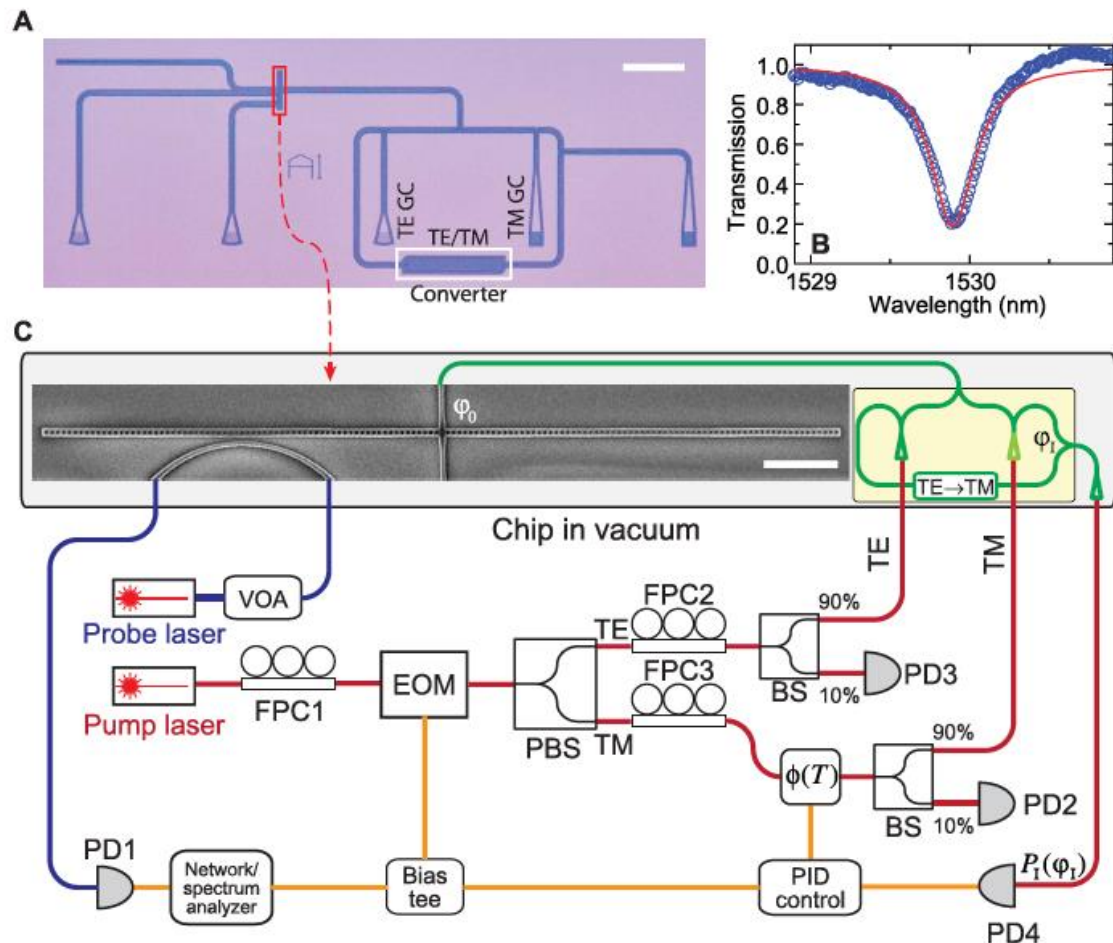 A
TE GC
TM GC
TE/TM
Converter
1.0
0.8
0.6
0.4
0.2
0.0
Transmission
B
1529
1530
Wavelength (nm)
C
φ₀
φ_I
TE→TM
Chip in vacuum
TE
TM
Probe laser
VOA
Pump laser
FPC1
EOM
PBS
TE
TM
FPC2
FPC3
BS
90%
10%
PD3
ϕ(T)
BS
90%
10%
PD2
PD1
Network/
spectrum
analyzer
Bias
tee
PID
control
P_I(φ_I)
PD4